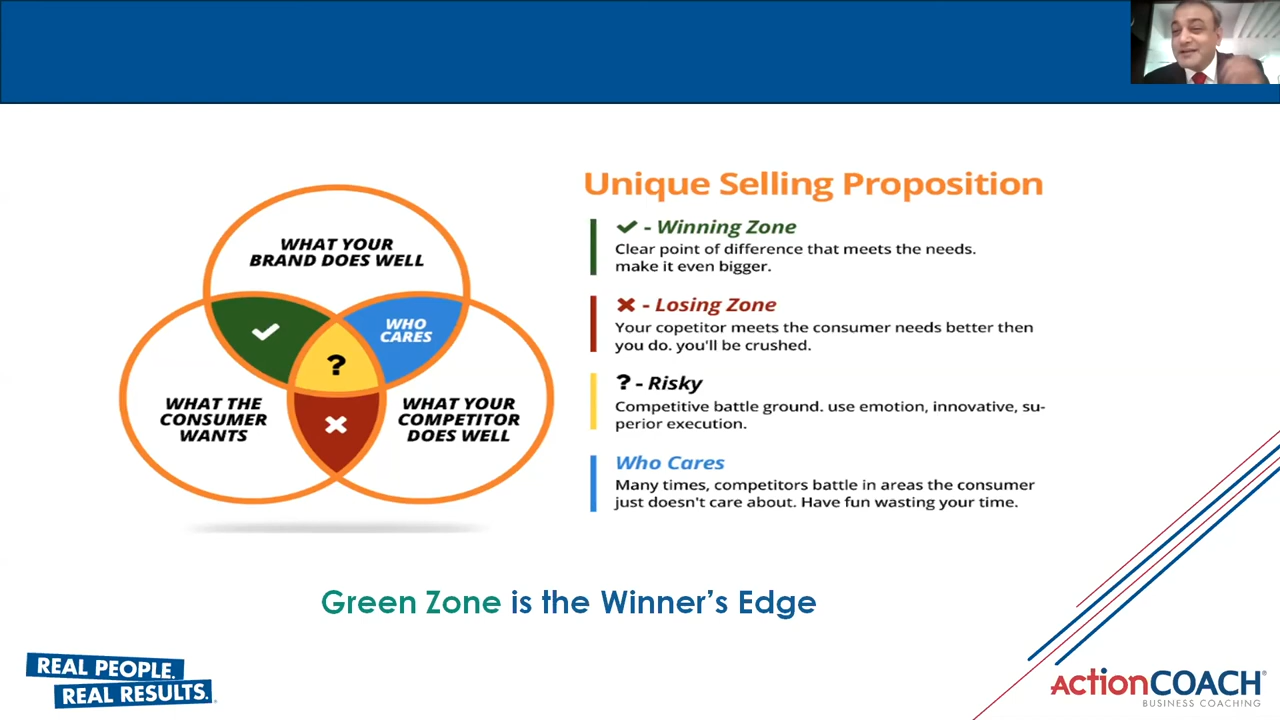 Unique Selling Proposition
WHAT YOUR
BRAND DOES WELL
WHO
CARES
?
WHAT THE
CONSUMER
WANTS
WHAT YOUR
COMPETITOR
DOES WELL
✔ - Winning Zone
Clear point of difference that meets the needs.
make it even bigger.
✖ - Losing Zone
Your copetitor meets the consumer needs better then
you do. you'll be crushed.
? - Risky
Competitive battle ground. use emotion, innovative, su-
perior execution.
Who Cares
Many times, competitors battle in areas the consumer
just doesn't care about. Have fun wasting your time.
Green Zone is the Winner's Edge
REAL PEOPLE.
REAL RESULTS.
ActionCOACH®
BUSINESS COACHING